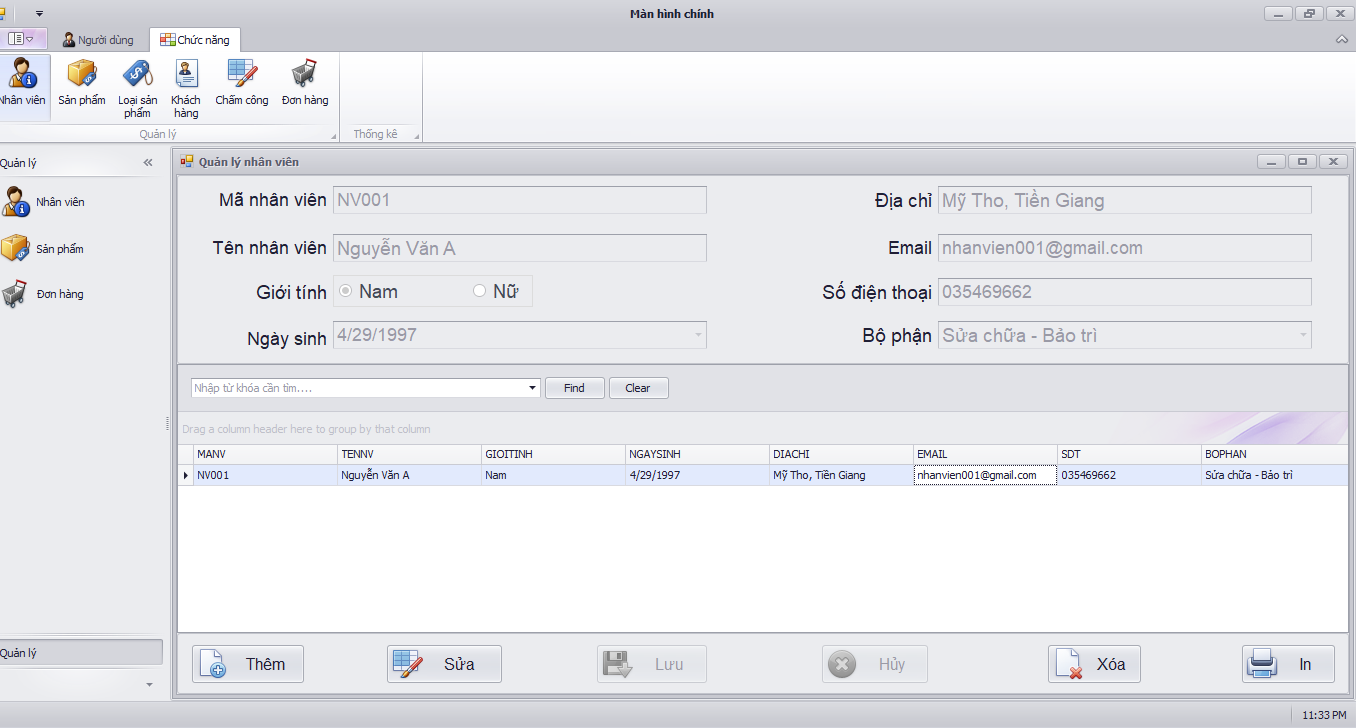 Màn hình chính
Người dùng
Chức năng
Nhân viên
Sản phẩm
Loại sản phẩm
Khách hàng
Chấm công
Đơn hàng
Quản lý
Thống kê
Quản lý
Nhân viên
Sản phẩm
Đơn hàng
Quản lý nhân viên
Mã nhân viên NV001
Địa chỉ Mỹ Tho, Tiền Giang
Tên nhân viên Nguyễn Văn A
Email nhanvien001@gmail.com
Giới tính Nam Nữ
Số điện thoại 035469662
Ngày sinh 4/29/1997
Bộ phận Sửa chữa - Bảo trì
Nhập từ khóa cần tìm.... Find Clear
Drag a column header here to group by that column
MANV TENNV GIOITINH NGAYSINH DIACHI EMAIL SDT BOPHAN
NV001 Nguyễn Văn A Nam 4/29/1997 Mỹ Tho, Tiền Giang nhanvien001@gmail.com 035469662 Sửa chữa - Bảo trì
Quản lý
Thêm Sửa Lưu Hủy Xóa In
11:33 PM